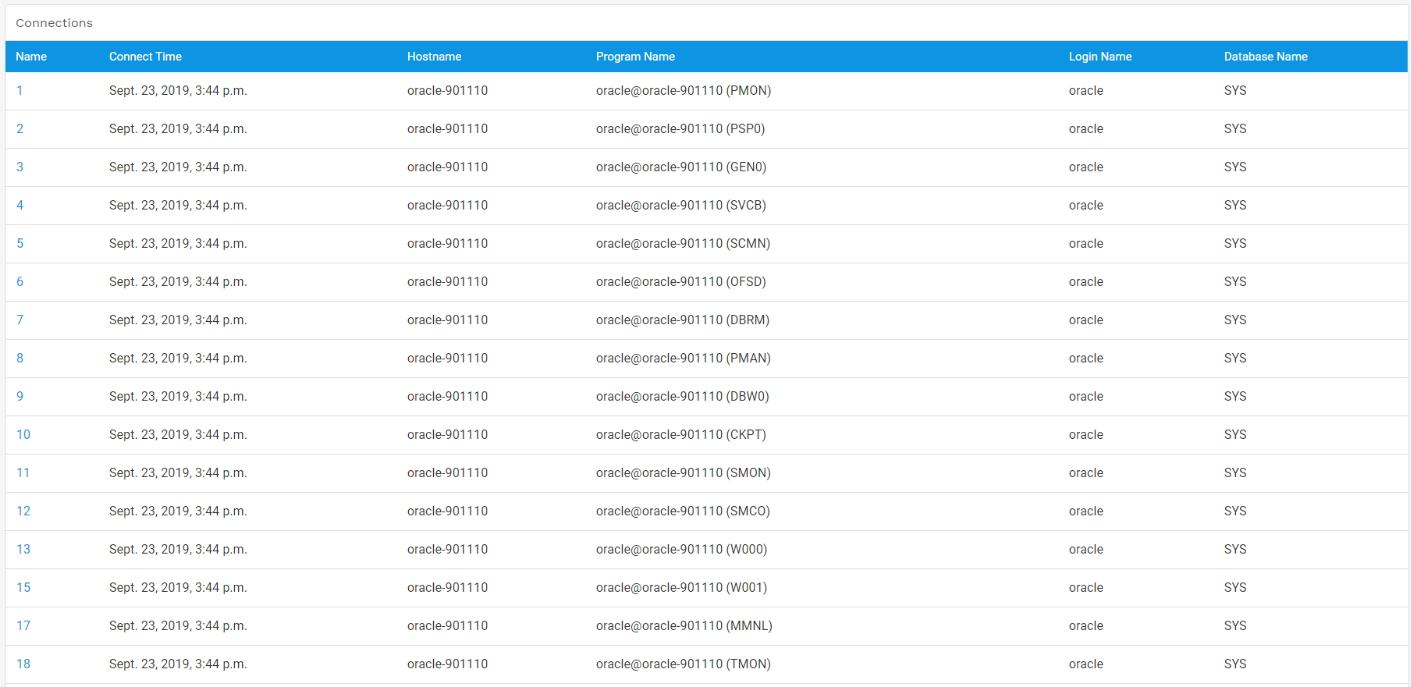 Connections
Name Connect Time Hostname Program Name Login Name Database Name
1 Sept. 23, 2019, 3:44 p.m. oracle-901110 oracle@oracle-901110 (PMON) oracle SYS
2 Sept. 23, 2019, 3:44 p.m. oracle-901110 oracle@oracle-901110 (PSP0) oracle SYS
3 Sept. 23, 2019, 3:44 p.m. oracle-901110 oracle@oracle-901110 (GEN0) oracle SYS
4 Sept. 23, 2019, 3:44 p.m. oracle-901110 oracle@oracle-901110 (SVCB) oracle SYS
5 Sept. 23, 2019, 3:44 p.m. oracle-901110 oracle@oracle-901110 (SCMN) oracle SYS
6 Sept. 23, 2019, 3:44 p.m. oracle-901110 oracle@oracle-901110 (OFSD) oracle SYS
7 Sept. 23, 2019, 3:44 p.m. oracle-901110 oracle@oracle-901110 (DBRM) oracle SYS
8 Sept. 23, 2019, 3:44 p.m. oracle-901110 oracle@oracle-901110 (PMAN) oracle SYS
9 Sept. 23, 2019, 3:44 p.m. oracle-901110 oracle@oracle-901110 (DBW0) oracle SYS
10 Sept. 23, 2019, 3:44 p.m. oracle-901110 oracle@oracle-901110 (CKPT) oracle SYS
11 Sept. 23, 2019, 3:44 p.m. oracle-901110 oracle@oracle-901110 (SMON) oracle SYS
12 Sept. 23, 2019, 3:44 p.m. oracle-901110 oracle@oracle-901110 (SMCO) oracle SYS
13 Sept. 23, 2019, 3:44 p.m. oracle-901110 oracle@oracle-901110 (W000) oracle SYS
15 Sept. 23, 2019, 3:44 p.m. oracle-901110 oracle@oracle-901110 (W001) oracle SYS
17 Sept. 23, 2019, 3:44 p.m. oracle-901110 oracle@oracle-901110 (MMNL) oracle SYS
18 Sept. 23, 2019, 3:44 p.m. oracle-901110 oracle@oracle-901110 (TMON) oracle SYS